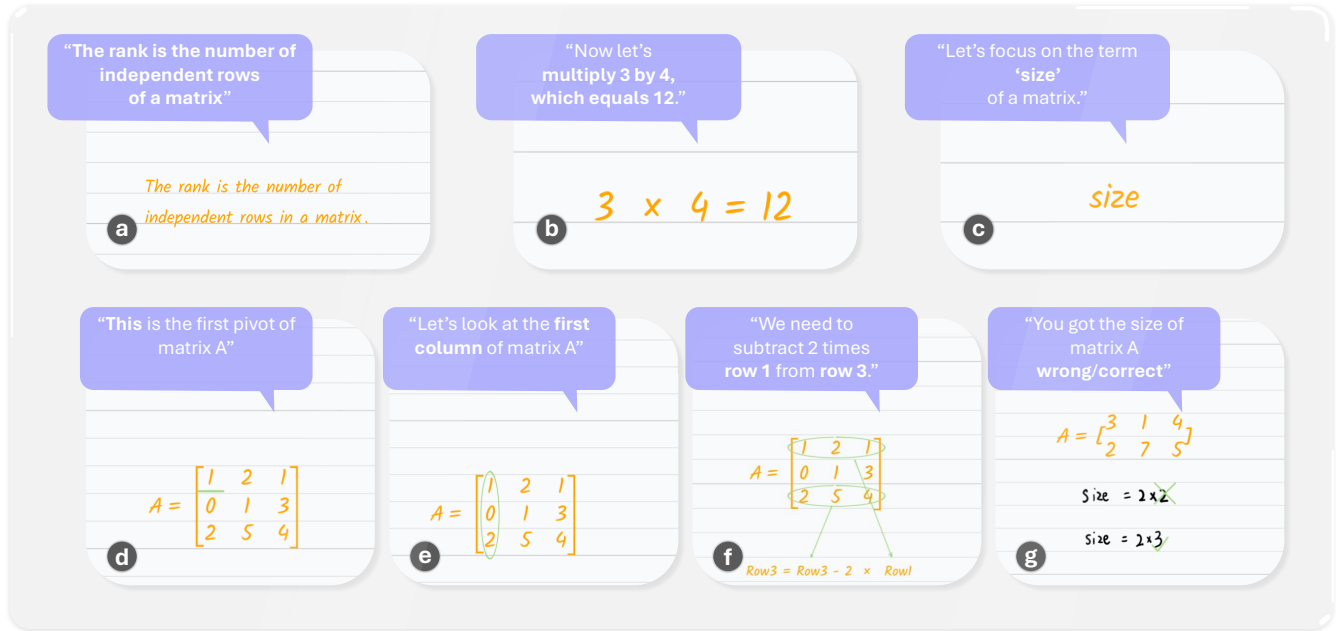 “The rank is the number of
independent rows
of a matrix”
The rank is the number of
independent rows in a matrix.
a
“Now let’s
multiply 3 by 4,
which equals 12.”
3 x 4 = 12
b
“Let’s focus on the term
‘size’
of a matrix.”
size
c
“This is the first pivot of
matrix A”
1 2 1
A = 0 1 3
2 5 4
d
“Let’s look at the first
column of matrix A”
1 2 1
A = 0 1 3
2 5 4
e
“We need to
subtract 2 times
row 1 from row 3.”
1 2 1
A = 0 1 3
2 5 4
f
Row3 = Row3 - 2 x Row1
“You got the size of
matrix A
wrong/correct”
3 1 4
A = [ ]
2 7 5
Size = 2x2
size = 2x3
g